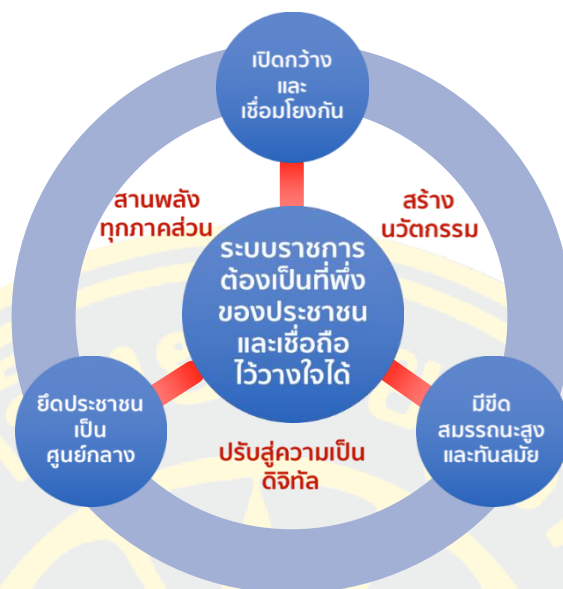 เปิดกว้าง
และ
เชื่อมโยงกัน
สานพลัง
ทุกภาคส่วน
สร้าง
นวัตกรรม
ระบบราชการ
ต้องเป็นที่พึ่ง
ของประชาชน
และเชื่อถือ
ไว้วางใจได้
ยึดประชาชน
เป็น
ศูนย์กลาง
มีขีด
สมรรถนะสูง
และทันสมัย
ปรับสู่ความเป็น
ดิจิทัล